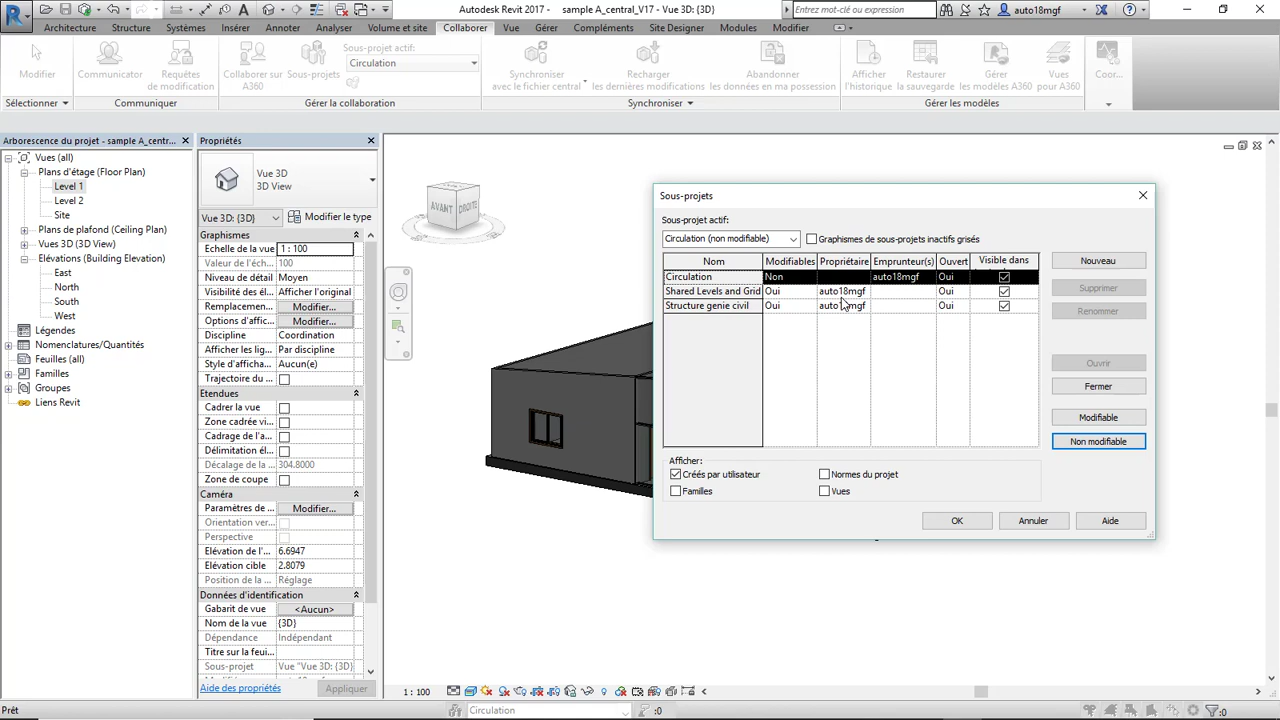 Autodesk Revit 2017 - sample A_central_V17 - Vue 3D: {3D}
Entrez mot-clé ou expression
auto18mgf
Architecture Structure Systèmes Insérer Annoter Analyser Volume et site Collaborer Vue Gérer Compléments Site Designer Modules Modifier
Modifier
Communicator
Requêtes
de modification
Collaborer sur
A360
Sous-projets
Sous-projet actif:
Circulation
Synchroniser
avec le fichier central
Recharger
les dernières modifications
Abandonner
les données en ma possession
Afficher
l'historique
Restaurer
la sauvegarde
Gérer
les modèles A360
Vues
pour A360
Coor...
Sélectionner
Communiquer
Gérer la collaboration
Synchroniser
Gérer les modèles
Arborescence du projet - sample A_centr...
Vues (all)
Plans d'étage (Floor Plan)
Level 1
Level 2
Site
Plans de plafond (Ceiling Plan)
Vues 3D (3D View)
Elévations (Building Elevation)
East
North
South
West
Légendes
Nomenclatures/Quantités
Feuilles (all)
Familles
Groupes
Liens Revit
Propriétés
Vue 3D
3D View
Vue 3D: {3D}
Modifier le type
Graphismes
Echelle de la vue 1 : 100
Valeur de l'éch... 100
Niveau de détail Moyen
Visibilité des él... Afficher l'original
Remplacemen... Modifier...
Options d'affic... Modifier...
Discipline Coordination
Afficher les lig... Par discipline
Style d'afficha... Aucun(e)
Trajectoire du ...
Etendues
Cadrer la vue
Zone cadrée vi...
Cadrage de l'a...
Délimitation él...
Décalage de la ... 304.8000
Zone de coupe
Caméra
Paramètres de ... Modifier...
Orientation ver...
Perspective
Elévation de l'... 6.6947
Elévation cible 2.8079
Position de la ... Réglage
Données d'identification
Gabarit de vue <Aucun>
Nom de la vue {3D}
Dépendance Indépendant
Titre sur la feui...
Sous-projet Vue "Vue 3D: {3D}
Aide des propriétés
Appliquer
AVANT
DROITE
Sous-projets
Sous-projet actif:
Circulation (non modifiable)
Graphismes de sous-projets inactifs grisés
Nom Modifiables Propriétaire Emprunteur(s) Ouvert Visible dans
Circulation Non auto18mgf Oui
Shared Levels and Grid Oui auto18mgf Oui
Structure genie civil Oui auto18mgf Oui
Nouveau
Supprimer
Renommer
Ouvrir
Fermer
Modifiable
Non modifiable
Afficher:
Créés par utilisateur
Normes du projet
Familles
Vues
OK
Annuler
Aide
1 : 100
Prêt
Circulation
:0
:0